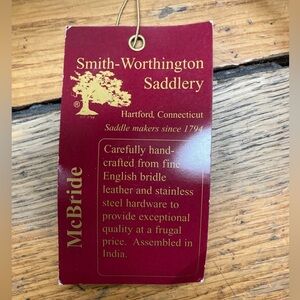 Smith-Worthington
Saddlery
®
Hartford, Connecticut
Saddle makers since 1794
McBride
Carefully hand-
crafted from fine
English bridle
leather and stainless
steel hardware to
provide exceptional
quality at a frugal
price. Assembled in
India.